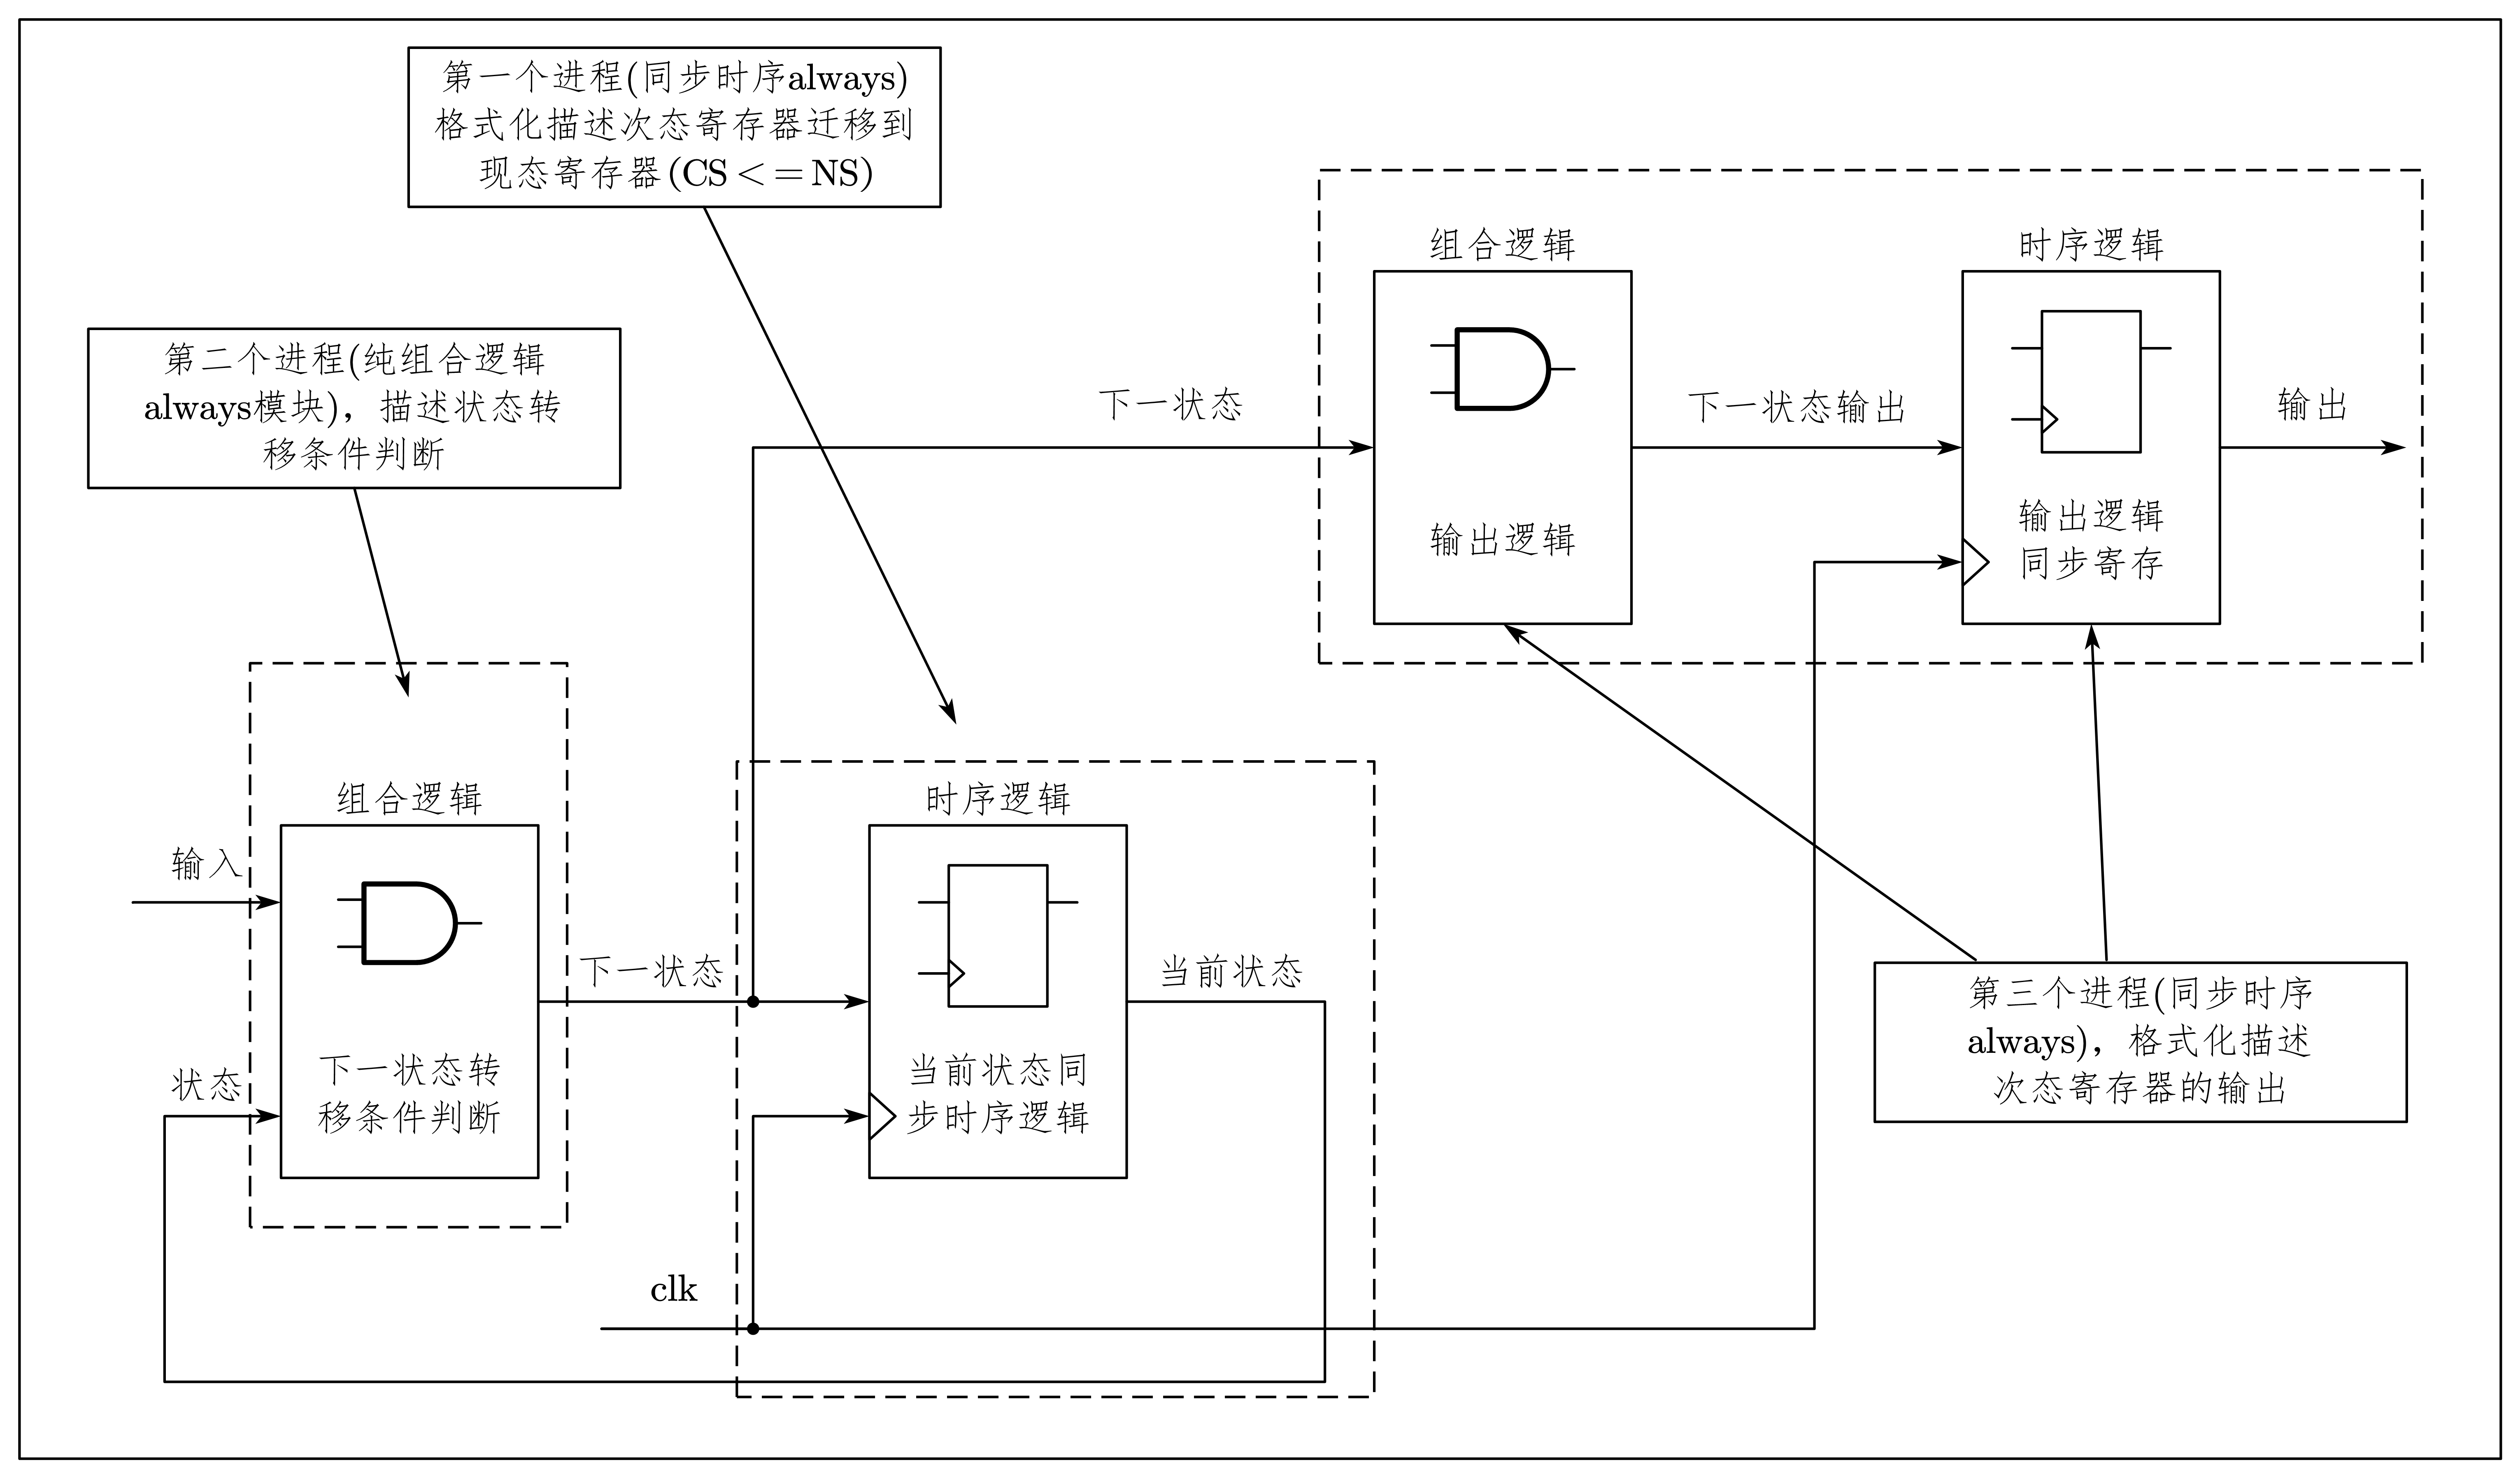 第一个进程(同步时序always)
格式化描述次态寄存器迁移到
现态寄存器(CS<=NS)
第二个进程(纯组合逻辑
always模块)，描述状态转
移条件判断
组合逻辑
时序逻辑
下一状态
下一状态输出
输出
输出逻辑
输出逻辑
同步寄存
组合逻辑
时序逻辑
输入
下一状态
当前状态
状态
下一状态转
移条件判断
当前状态同
步时序逻辑
第三个进程(同步时序
always)，格式化描述
次态寄存器的输出
clk